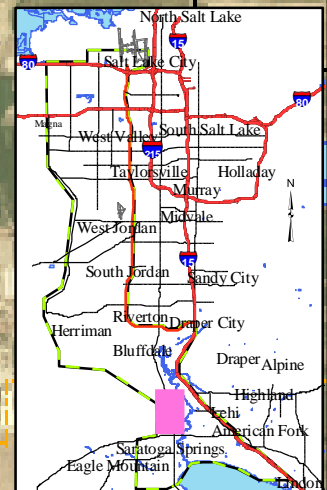 North Salt Lake
15
80
Salt Lake City
80
Magna
West Valley
South Salt Lake
215
Taylorsville
Holladay
Murray
N
Midvale
West Jordan
15
South Jordan
Sandy City
Riverton
Draper City
Herriman
Bluffdale
Draper
Alpine
Highland
Lehi
American Fork
Saratoga Springs
Eagle Mountain
Lindon